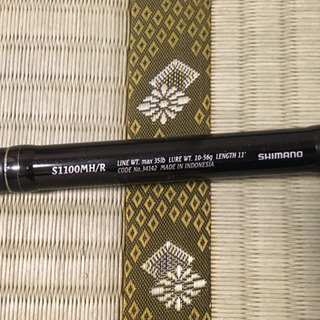 S1100MH/R
LINE WT. max 35lb LURE WT. 10-56g LENGTH 11'
CODE No.34142 MADE IN INDONESIA
SHIMANO